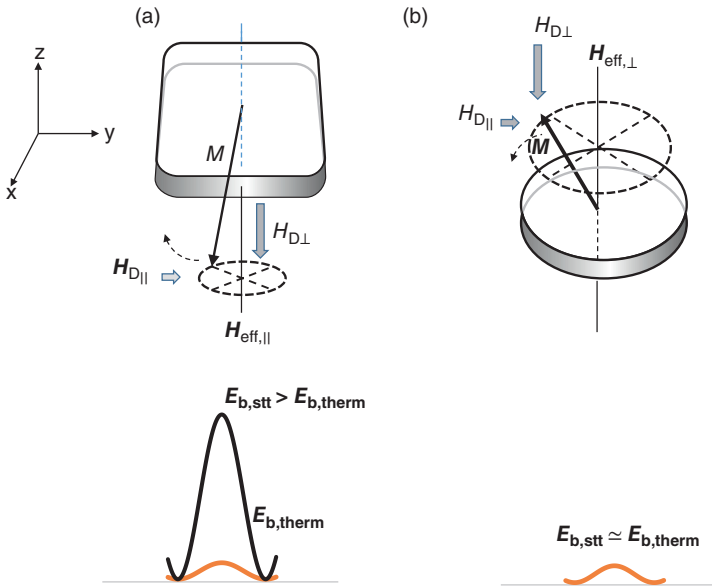 (a)
(b)
z
y
x
M
H_D⊥
H_D||
H_eff,||
H_D⊥
H_eff,⊥
H_D||
M
E_b,stt > E_b,therm
E_b,therm
E_b,stt ≃ E_b,therm